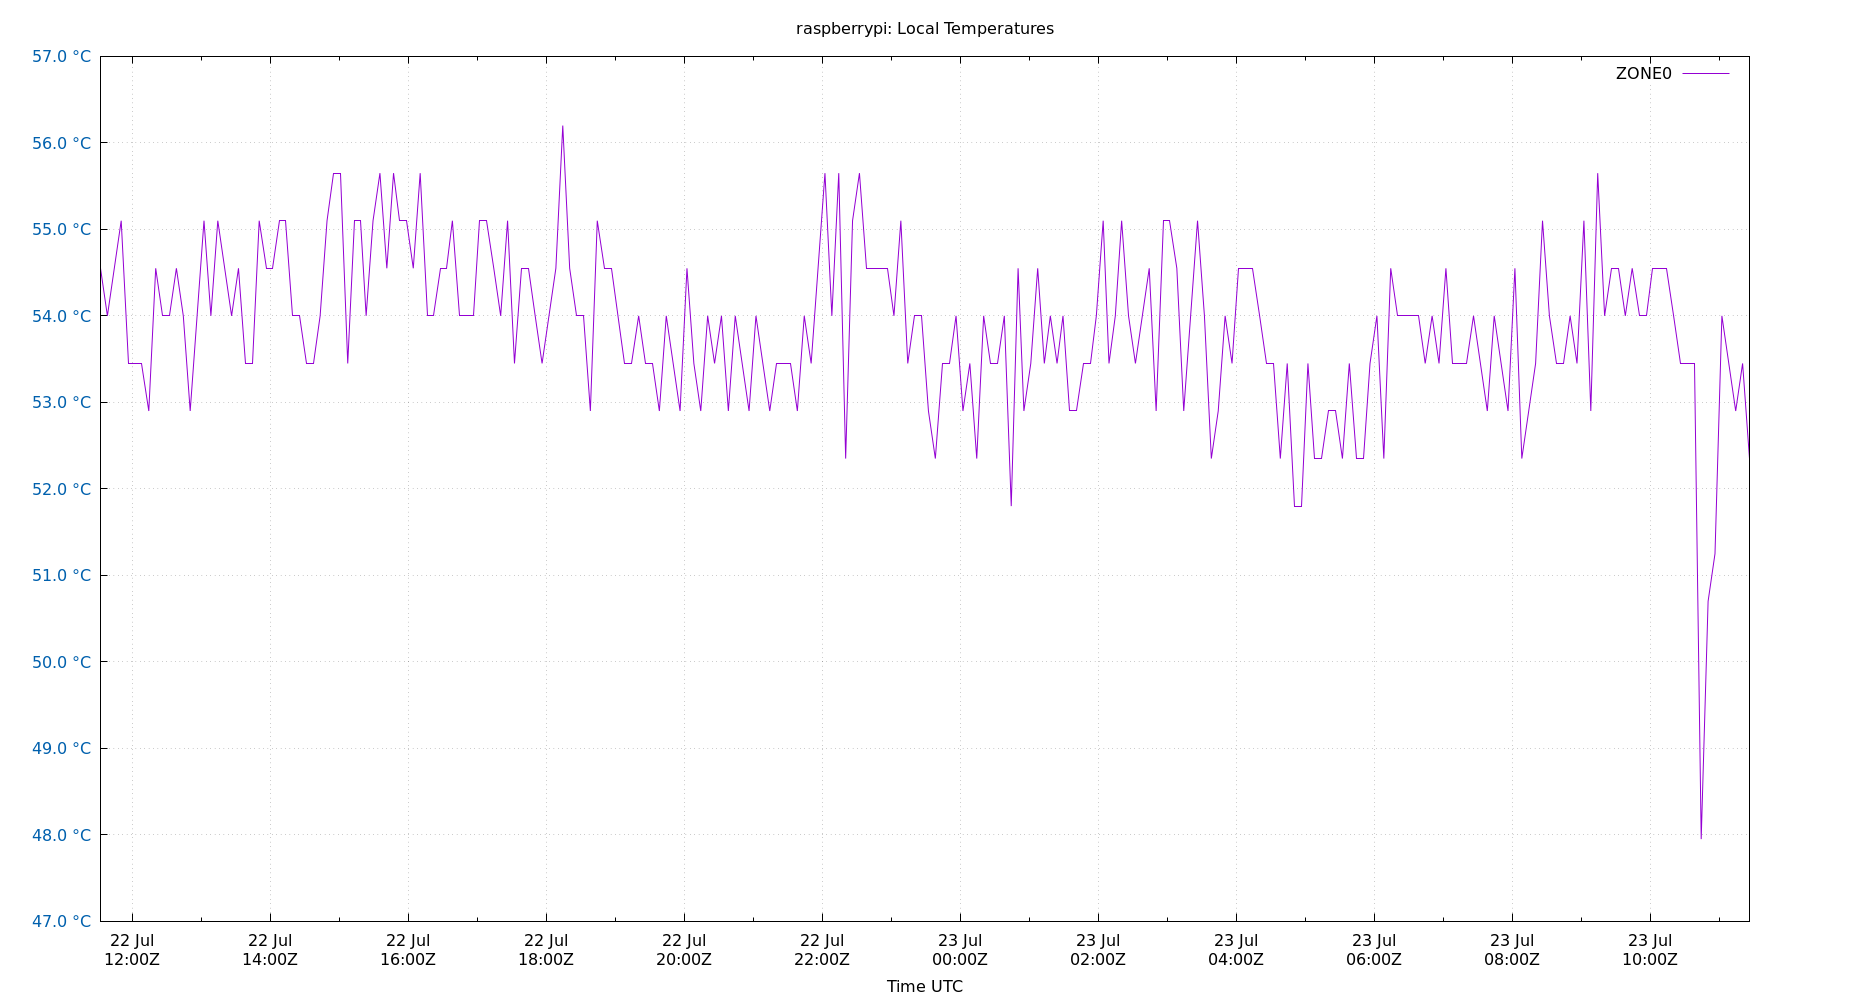 raspberrypi: Local Temperatures
ZONE0
57.0 °C
56.0 °C
55.0 °C
54.0 °C
53.0 °C
52.0 °C
51.0 °C
50.0 °C
49.0 °C
48.0 °C
47.0 °C
22 Jul 22 Jul 22 Jul 22 Jul 22 Jul 22 Jul 23 Jul 23 Jul 23 Jul 23 Jul 23 Jul 23 Jul
12:00Z 14:00Z 16:00Z 18:00Z 20:00Z 22:00Z 00:00Z 02:00Z 04:00Z 06:00Z 08:00Z 10:00Z
Time UTC